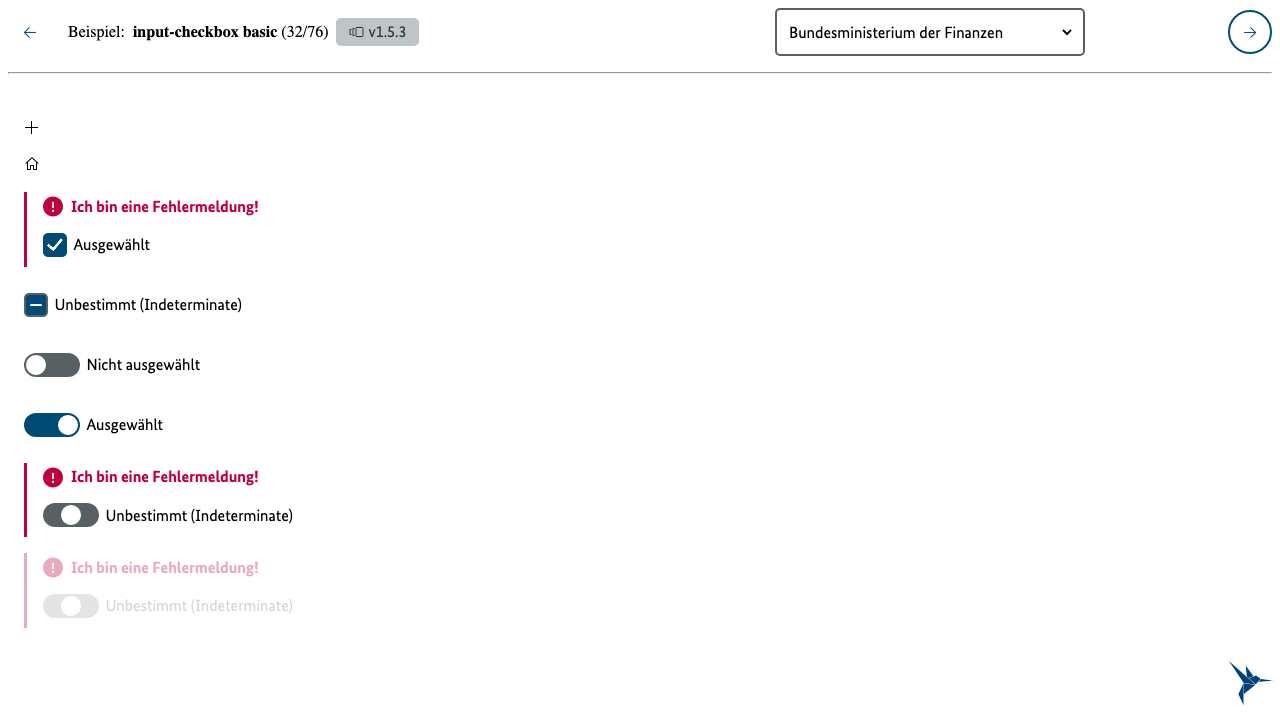 Beispiel: input-checkbox basic (32/76) v1.5.3 Bundesministerium der Finanzen
Ich bin eine Fehlermeldung!
Ausgewählt
Unbestimmt (Indeterminate)
Nicht ausgewählt
Ausgewählt
Ich bin eine Fehlermeldung!
Unbestimmt (Indeterminate)
Ich bin eine Fehlermeldung!
Unbestimmt (Indeterminate)